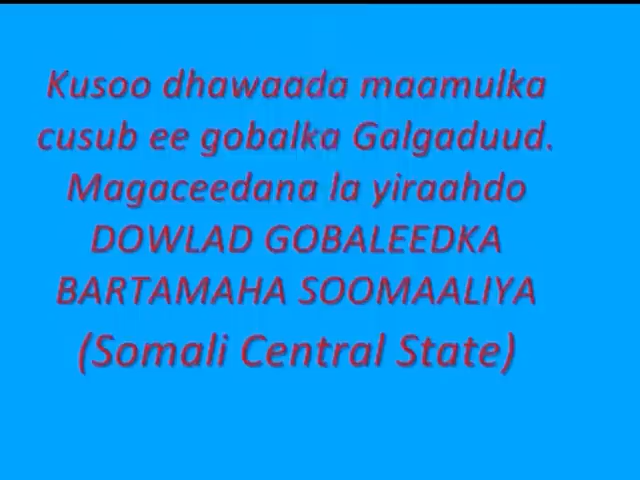 Kusoo dhawaada maamulka
cusub ee gobalka Galgaduud.
Magaceedana la yiraahdo
DOWLAD GOBALEEDKA
BARTAMAHA SOOMAALIYA
(Somali Central State)